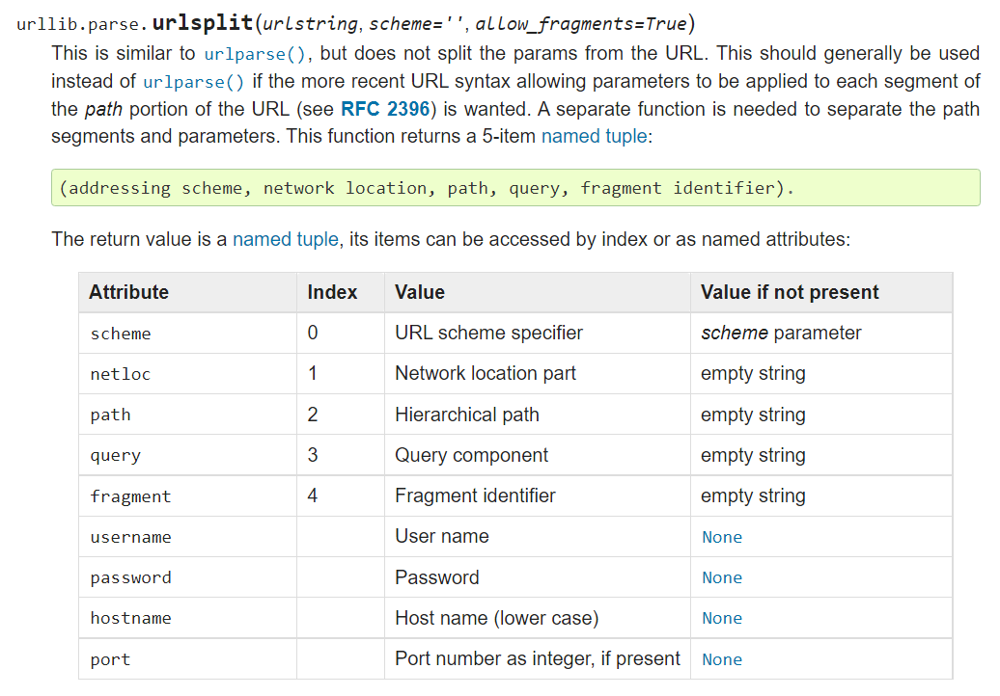 urllib.parse.urlsplit(urlstring, scheme='', allow_fragments=True)
This is similar to urlparse(), but does not split the params from the URL. This should generally be used
instead of urlparse() if the more recent URL syntax allowing parameters to be applied to each segment of
the path portion of the URL (see RFC 2396) is wanted. A separate function is needed to separate the path
segments and parameters. This function returns a 5-item named tuple:
(addressing scheme, network location, path, query, fragment identifier).
The return value is a named tuple, its items can be accessed by index or as named attributes:
Attribute Index Value Value if not present
scheme 0 URL scheme specifier scheme parameter
netloc 1 Network location part empty string
path 2 Hierarchical path empty string
query 3 Query component empty string
fragment 4 Fragment identifier empty string
username User name None
password Password None
hostname Host name (lower case) None
port Port number as integer, if present None